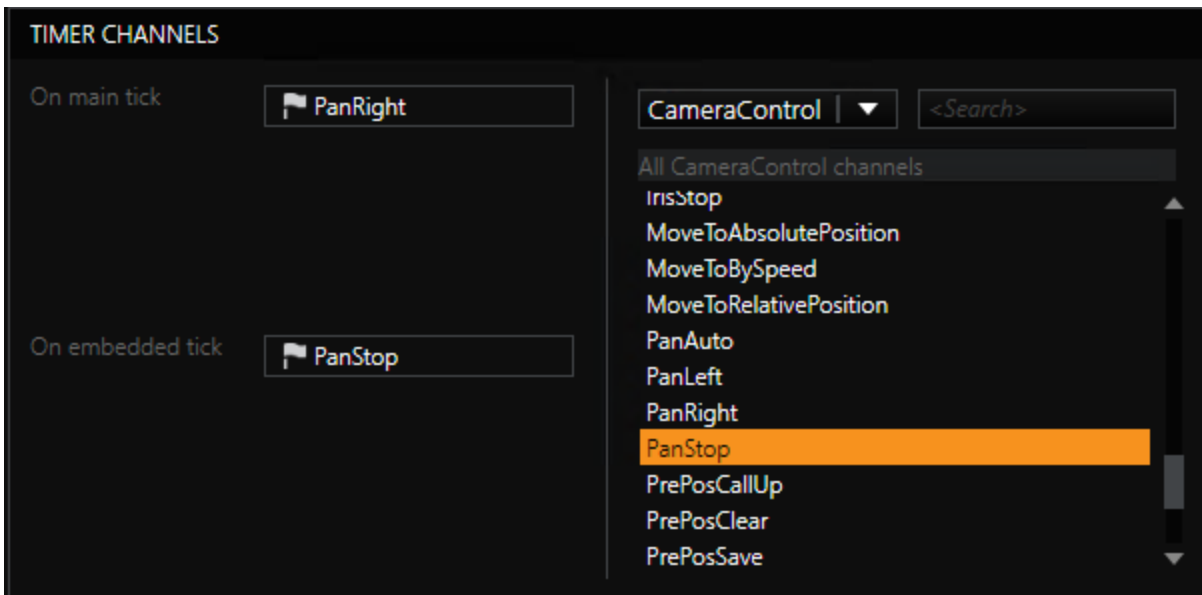 TIMER CHANNELS
On main tick
PanRight
On embedded tick
PanStop
CameraControl
<Search>
All CameraControl channels
IrisStop
MoveToAbsolutePosition
MoveToBySpeed
MoveToRelativePosition
PanAuto
PanLeft
PanRight
PanStop
PrePosCallUp
PrePosClear
PrePosSave